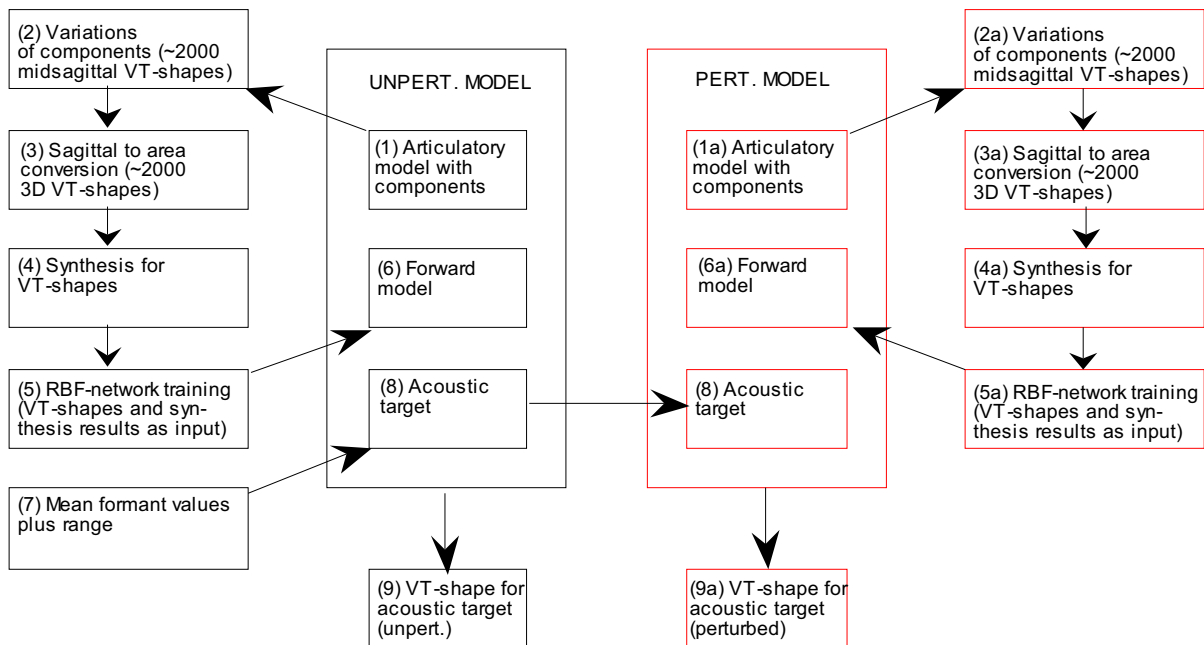 (2) Variations
of components (~2000
midsagittal VT-shapes)
(3) Sagittal to area
conversion (~2000
3D VT-shapes)
(4) Synthesis for
VT-shapes
(5) RBF-network training
(VT-shapes and syn-
thesis results as input)
(7) Mean formant values
plus range
UNPERT. MODEL
(1) Articulatory
model with
components
(6) Forward
model
(8) Acoustic
target
(9) VT-shape for
acoustic target
(unpert.)
PERT. MODEL
(1a) Articulatory
model with
components
(6a) Forward
model
(8) Acoustic
target
(9a) VT-shape for
acoustic target
(perturbed)
(2a) Variations
of components (~2000
midsagittal VT-shapes)
(3a) Sagittal to area
conversion (~2000
3D VT-shapes)
(4a) Synthesis for
VT-shapes
(5a) RBF-network training
(VT-shapes and syn-
thesis results as input)